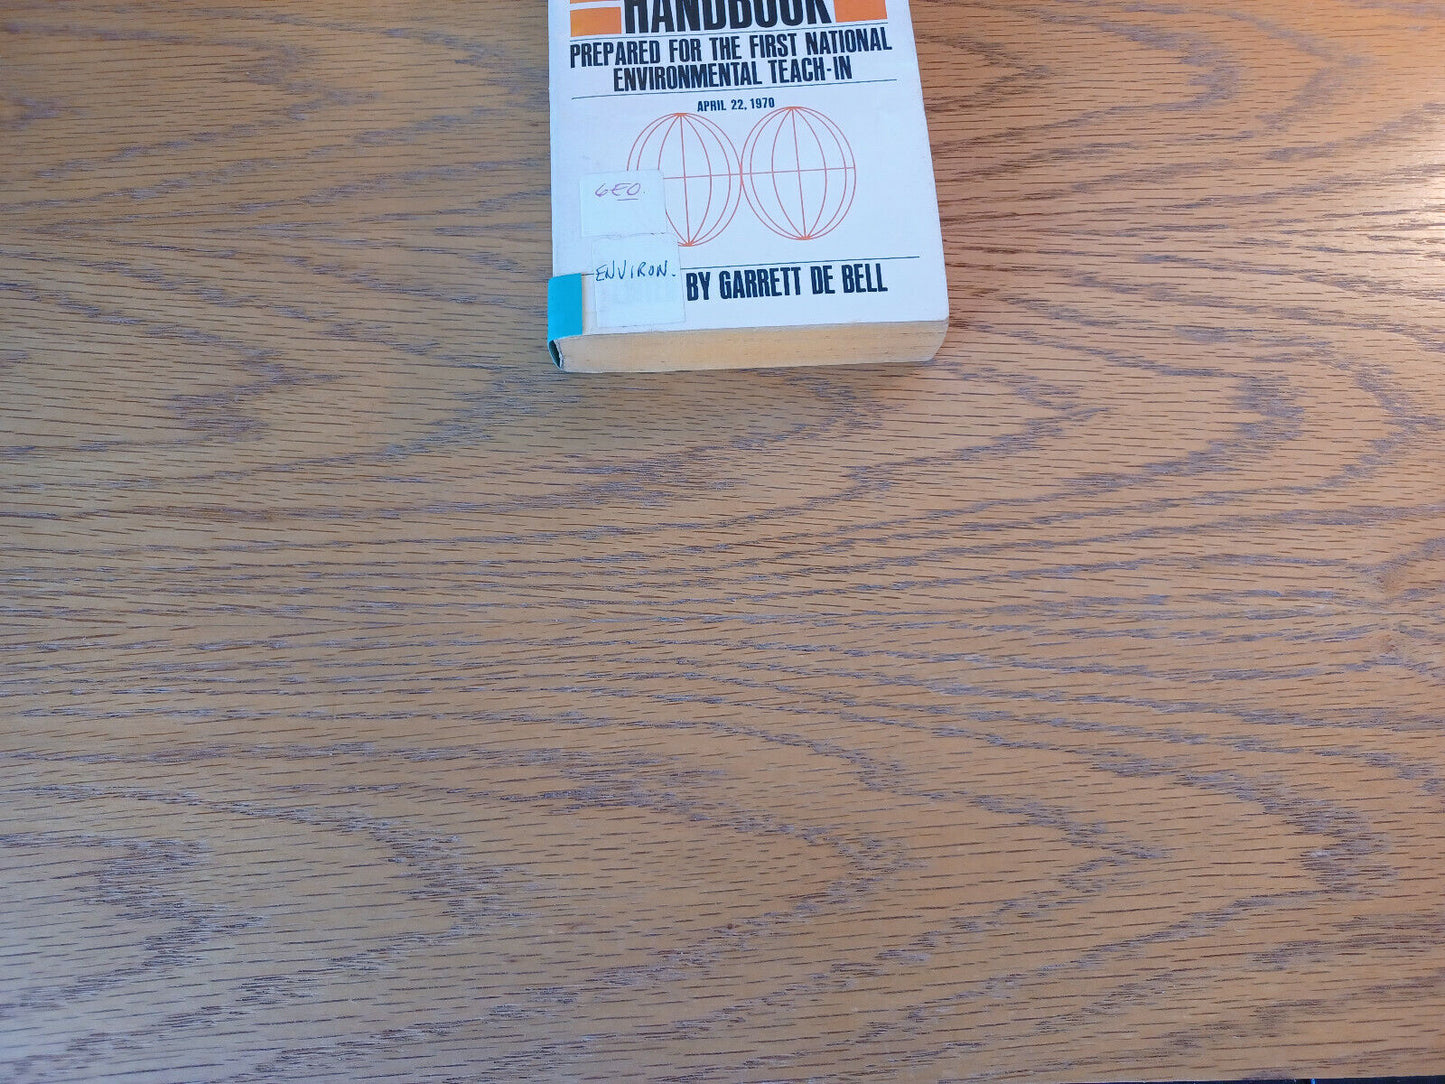 HANDBOOK
PREPARED FOR THE FIRST NATIONAL
ENVIRONMENTAL TEACH-IN
APRIL 22, 1970
GEO.
ENVIRON.
BY GARRETT DE BELL